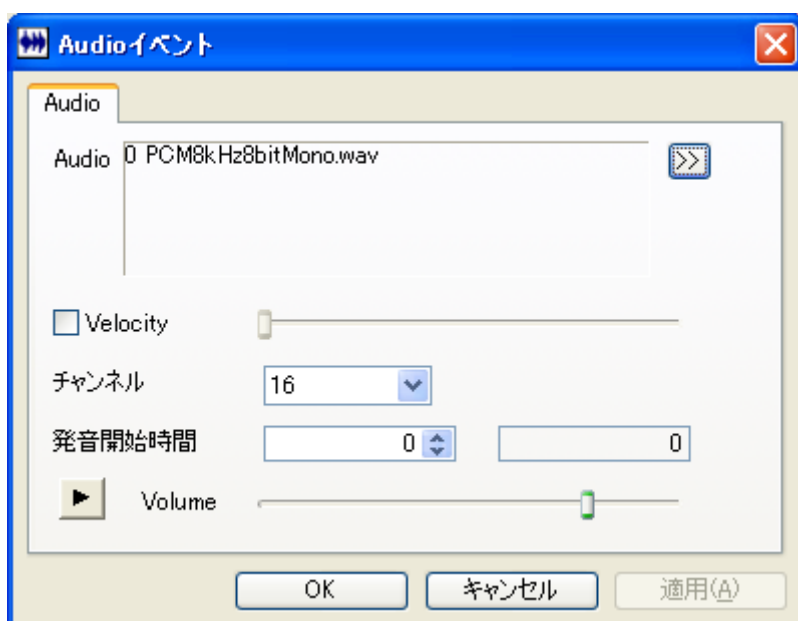 Audioイベント
Audio
Audio 0 PCM8kHz8bitMono.wav >>
Velocity
チャンネル 16
発音開始時間 0 0
Volume
OK キャンセル 適用(A)